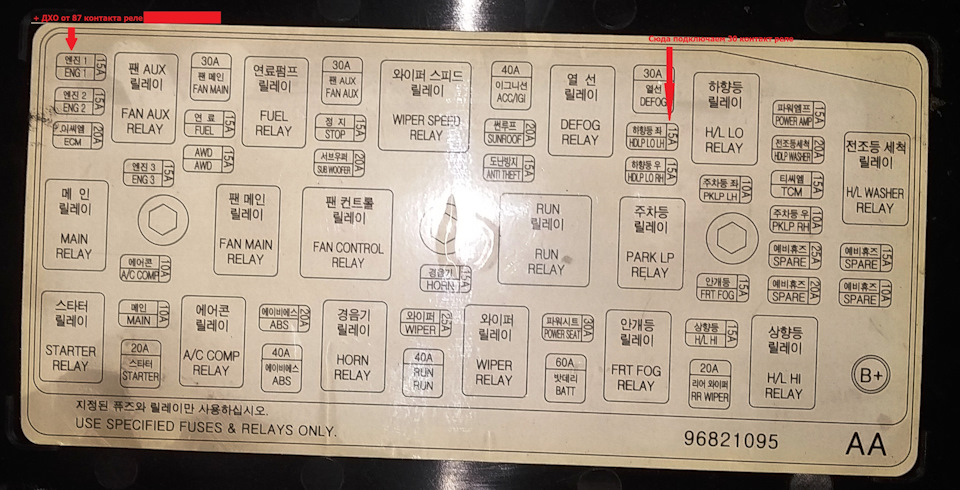 + ДХО от 87 контакта реле
Сюда подключаем 30 контакт реле
엔진 1 15A
ENG 1
팬 AUX
릴레이
FAN AUX
RELAY
30A
팬 메인
FAN MAIN
연료펌프
릴레이
FUEL
RELAY
30A
팬 AUX
FAN AUX
와이퍼 스피드
릴레이
WIPER SPEED
RELAY
40A
이그니션
ACC/IGI
열 선
릴레이
DEFOG
RELAY
30A
열선
DEFOG
하향등
릴레이
H/L LO
RELAY
엔진 2 15A
ENG 2
연 료 15A
FUEL
정 지 15A
STOP
썬루프 20A
SUNROOF
하향등 좌 15A
HDLP LO LH
파워엠프 15A
POWER AMP
이씨엠 20A
ECM
AWD 15A
AWD
서브우퍼 20A
SUB WOOFER
도난방지 15A
ANTI THEFT
하향등 우 15A
HDLP LO RH
전조등세척 20A
HDLP WASHER
전조등 세척
릴레이
H/L WASHER
RELAY
엔진 3 15A
ENG 3
주차등 좌 10A
PKLP LH
티씨엠 15A
TCM
메 인
릴레이
MAIN
RELAY
팬 메인
릴레이
FAN MAIN
RELAY
팬 컨트롤
릴레이
FAN CONTROL
RELAY
RUN
릴레이
RUN
RELAY
주차등
릴레이
PARK LP
RELAY
주차등 우 10A
PKLP RH
에어콘 10A
A/C COMP
경음기 15A
HORN
예비휴즈 25A
SPARE
예비휴즈 15A
SPARE
안개등 15A
FRT FOG
예비휴즈 20A
SPARE
예비휴즈 10A
SPARE
스타터
릴레이
STARTER
RELAY
메인 10A
MAIN
에어콘
릴레이
A/C COMP
RELAY
에이비에스 20A
ABS
경음기
릴레이
HORN
RELAY
와이퍼 25A
WIPER
와이퍼
릴레이
WIPER
RELAY
파워시트 30A
POWER SEAT
안개등
릴레이
FRT FOG
RELAY
상향등 15A
H/L HI
상향등
릴레이
H/L HI
RELAY
20A
스타터
STARTER
40A
에이비에스
ABS
40A
RUN
RUN
60A
밧데리
BATT
20A
리어 와이퍼
RR WIPER
B+
지정된 퓨즈와 릴레이만 사용하십시오.
USE SPECIFIED FUSES & RELAYS ONLY.
96821095
AA